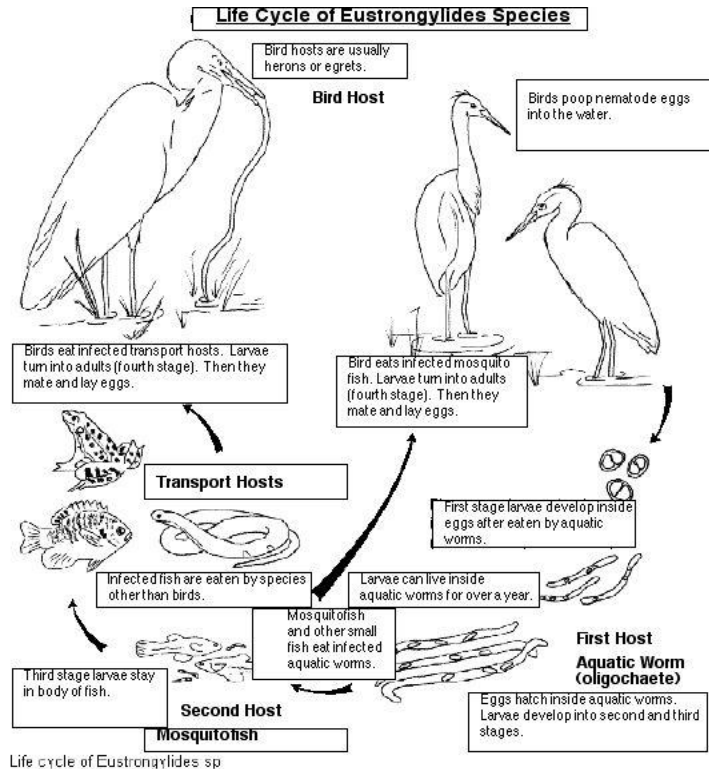 Life Cycle of Eustrongylides Species
Bird hosts are usually
herons or egrets.
Bird Host
Birds poop nematode eggs
into the water.
Birds eat infected transport hosts. Larvae
turn into adults (fourth stage). Then they
mate and lay eggs.
Bird eats infected mosquito
fish. Larvae turn into adults
(fourth stage). Then they
mate and lay eggs.
Transport Hosts
First stage larvae develop inside
eggs after eaten by aquatic
worms.
Infected fish are eaten by species
other than birds.
Larvae can live inside
aquatic worms for over a year.
Mosquitofish
and other small
fish eat infected
aquatic worms.
First Host
Aquatic Worm
(oligochaete)
Third stage larvae stay
in body of fish.
Second Host
Mosquitofish
Eggs hatch inside aquatic worms.
Larvae develop into second and third
stages.
Life cycle of Eustrongylides sp